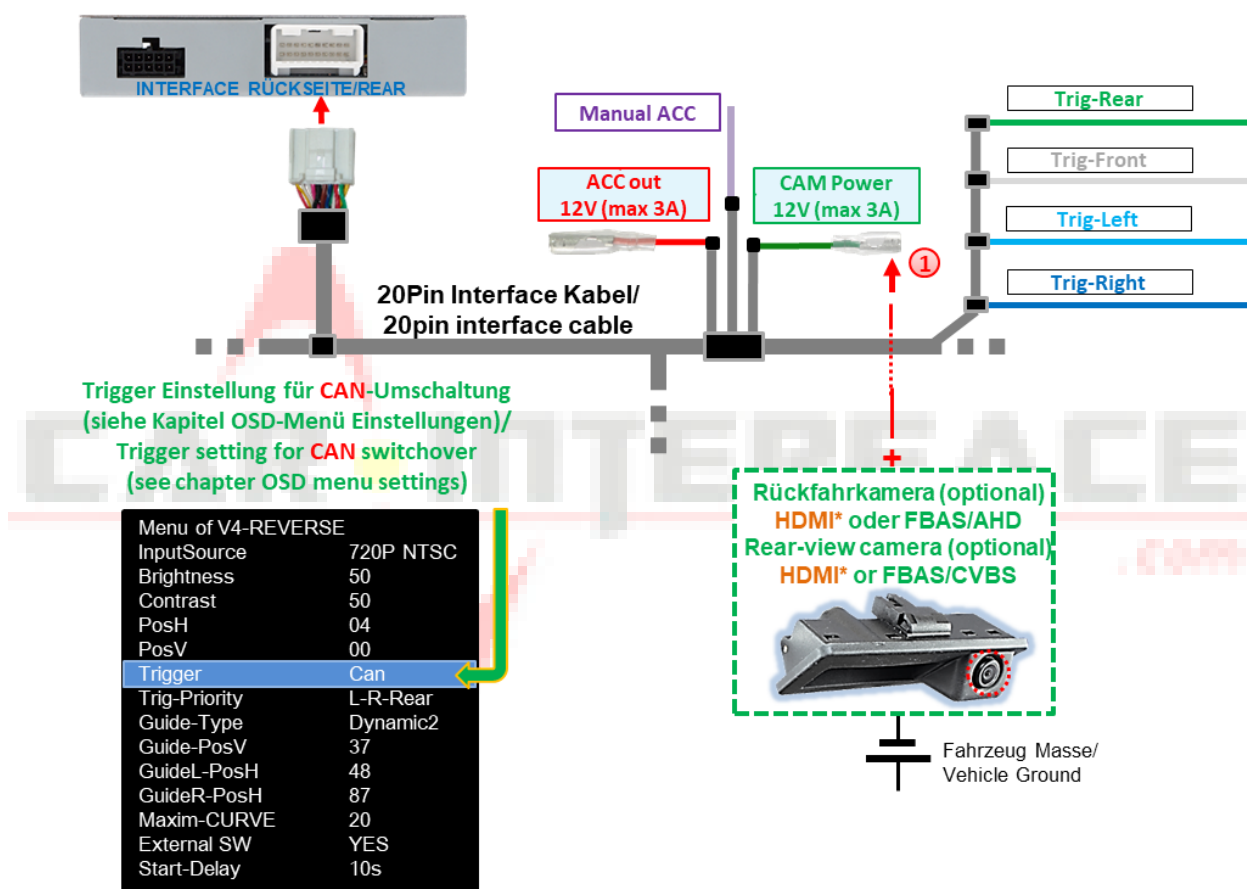 INTERFACE RÜCKSEITE/REAR
Manual ACC
ACC out
12V (max 3A)
CAM Power
12V (max 3A)
1
Trig-Rear
Trig-Front
Trig-Left
Trig-Right
20Pin Interface Kabel/
20pin interface cable
Trigger Einstellung für CAN-Umschaltung
(siehe Kapitel OSD-Menü Einstellungen)/
Trigger setting for CAN switchover
(see chapter OSD menu settings)
Menu of V4-REVERSE
InputSource 720P NTSC
Brightness 50
Contrast 50
PosH 04
PosV 00
Trigger Can
Trig-Priority L-R-Rear
Guide-Type Dynamic2
Guide-PosV 37
GuideL-PosH 48
GuideR-PosH 87
Maxim-CURVE 20
External SW YES
Start-Delay 10s
+
Rückfahrkamera (optional)
HDMI* oder FBAS/AHD
Rear-view camera (optional)
HDMI* or FBAS/CVBS
Fahrzeug Masse/
Vehicle Ground
CAR INTERFACE
.com